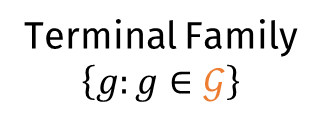 Terminal Family
{g: g ∈ 𝒢}